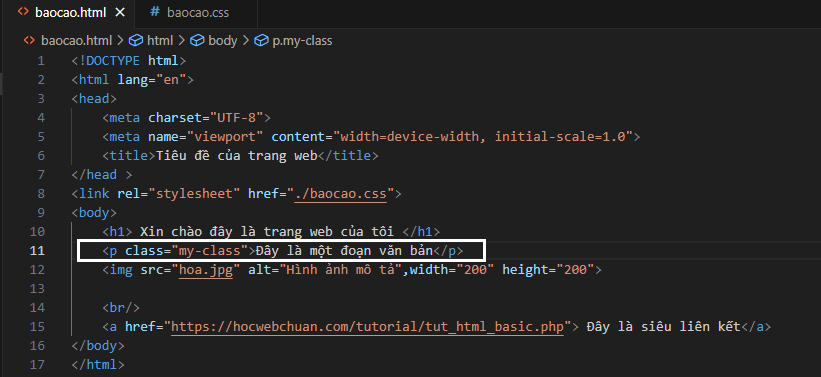 baocao.html baocao.css
baocao.html > html > body > p.my-class
1 <!DOCTYPE html>
2 <html lang="en">
3 <head>
4 <meta charset="UTF-8">
5 <meta name="viewport" content="width=device-width, initial-scale=1.0">
6 <title>Tiêu đề của trang web</title>
7 </head >
8 <link rel="stylesheet" href="./baocao.css">
9 <body>
10 <h1> Xin chào đây là trang web của tôi </h1>
11 <p class="my-class">Đây là một đoạn văn bản</p>
12 <img src="hoa.jpg" alt="Hình ảnh mô tả",width="200" height="200">
13
14 <br/>
15 <a href="https://hocwebchuan.com/tutorial/tut_html_basic.php"> Đây là siêu liên kết</a>
16 </body>
17 </html>